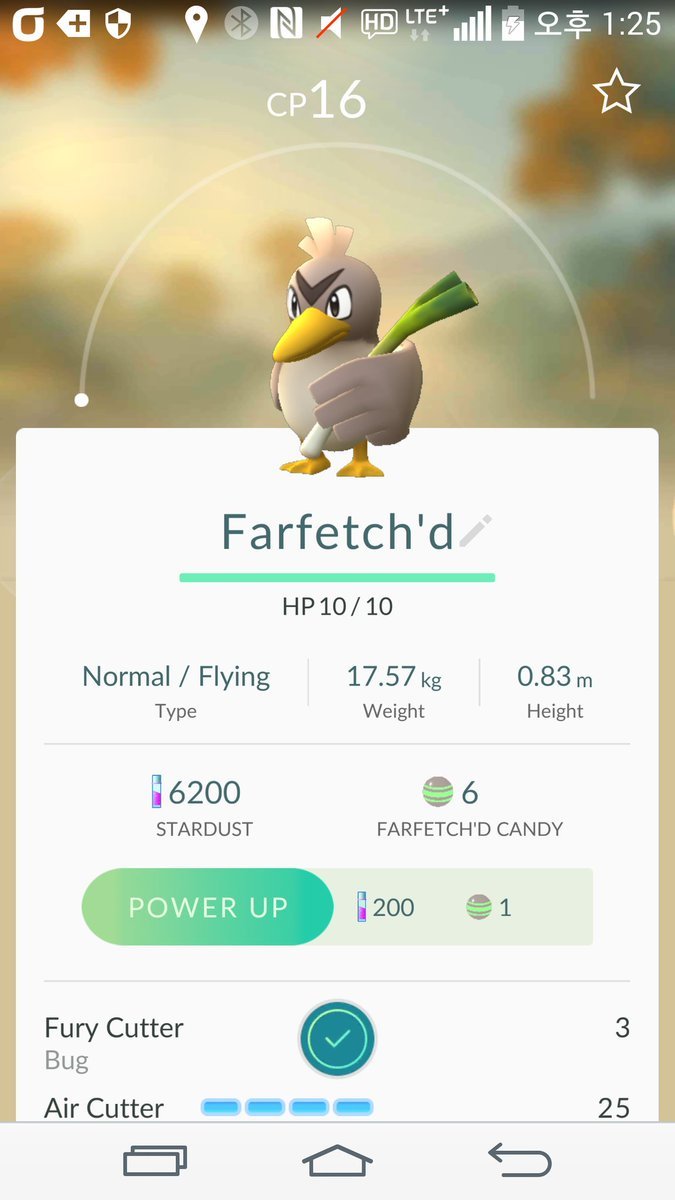 HD LTE+ 오후 1:25
CP16
Farfetch'd
HP 10 / 10
Normal / Flying 17.57 kg 0.83 m
Type Weight Height
6200 6
STARDUST FARFETCH'D CANDY
POWER UP 200 1
Fury Cutter 3
Bug
Air Cutter 25